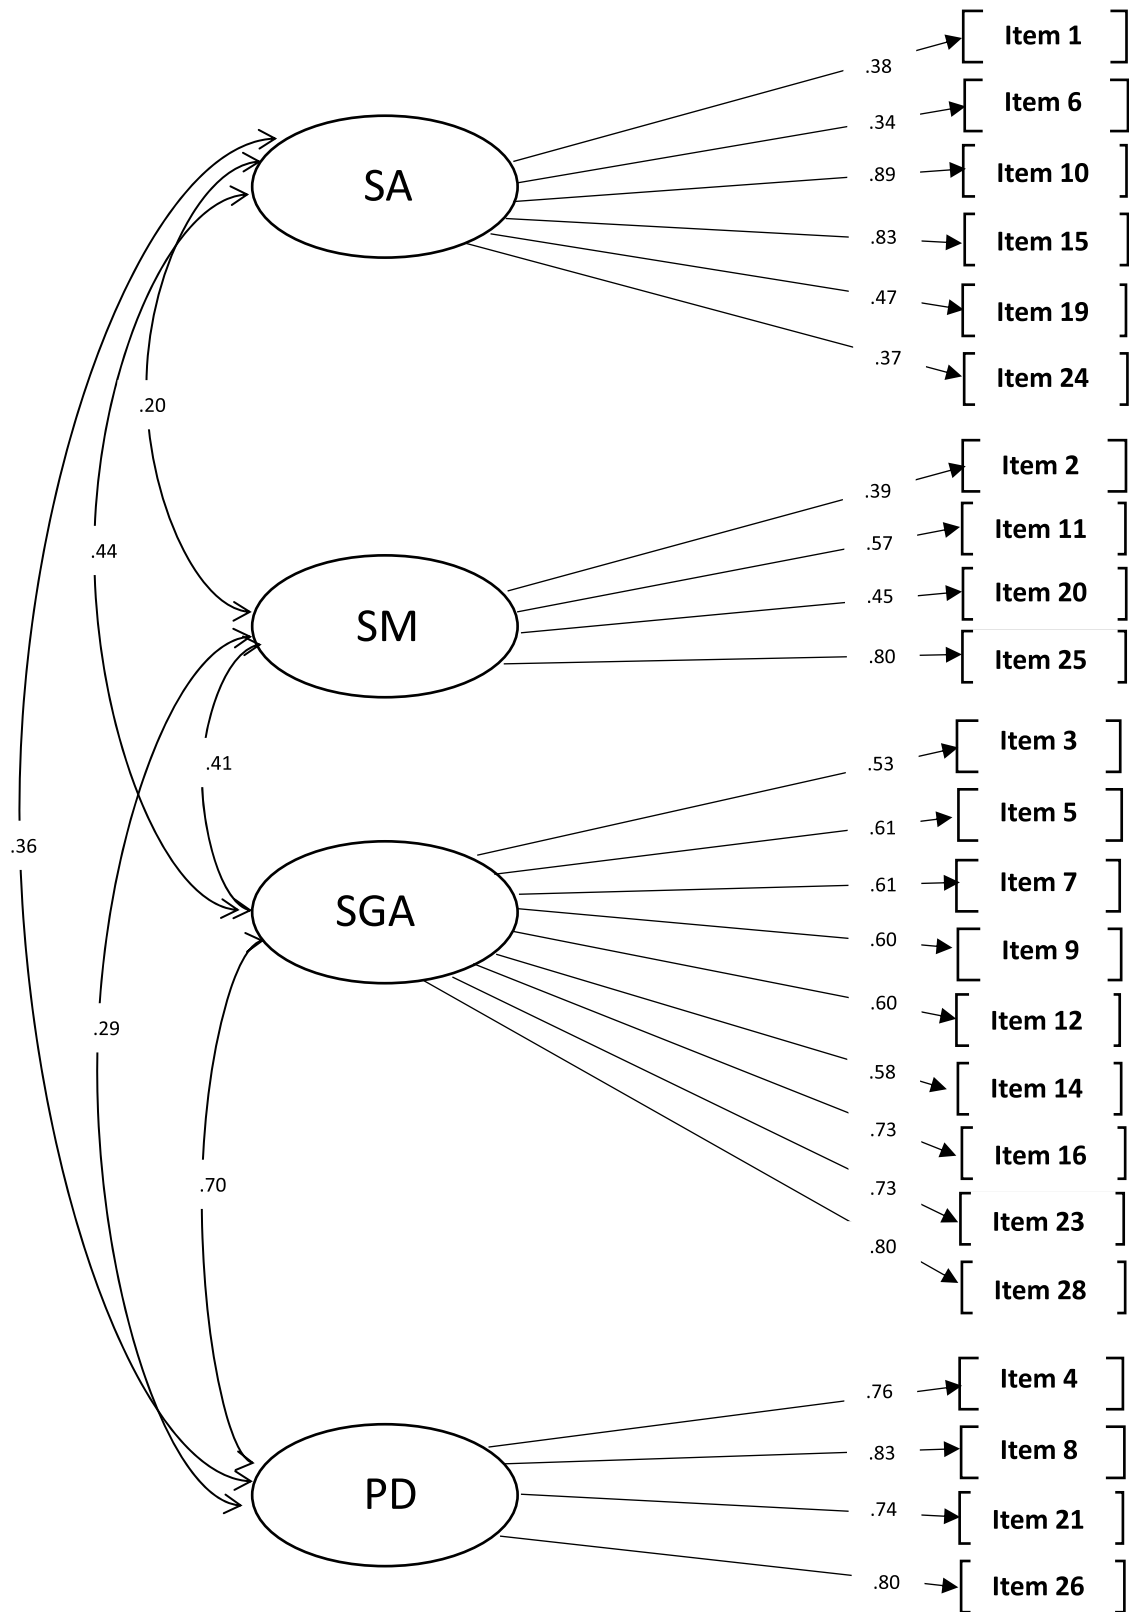 Item 1
.38
Item 6
.34
Item 10
.89
SA
Item 15
.83
Item 19
.47
Item 24
.37
.20
Item 2
.39
Item 11
.57
.44
Item 20
.45
SM
Item 25
.80
Item 3
.53
.41
Item 5
.61
.36
Item 7
.61
SGA
Item 9
.60
Item 12
.60
.29
Item 14
.58
Item 16
.73
.70
Item 23
.73
Item 28
.80
Item 4
.76
Item 8
.83
PD
Item 21
.74
Item 26
.80